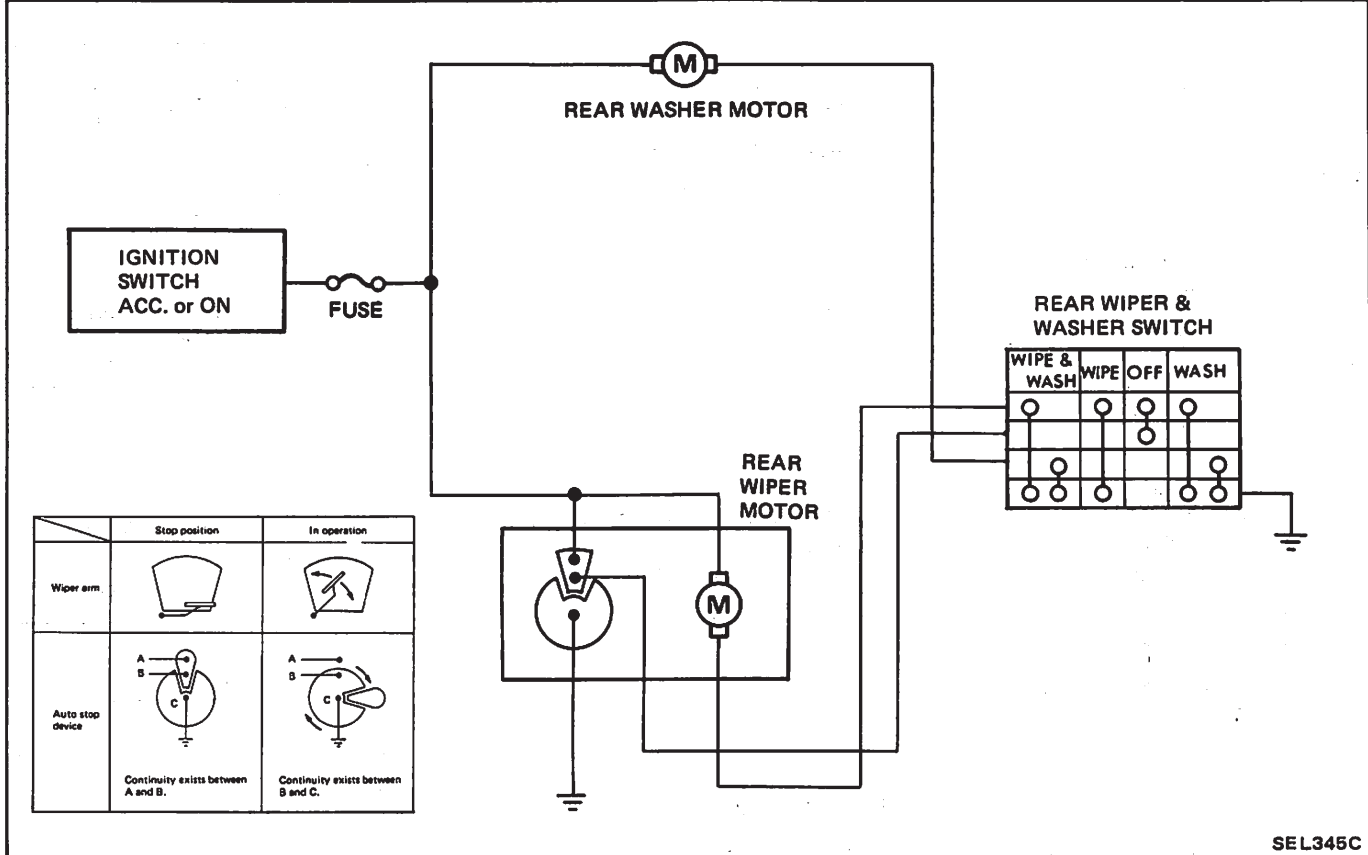 M
REAR WASHER MOTOR
IGNITION
SWITCH
ACC. or ON
FUSE
REAR WIPER &
WASHER SWITCH
WIPE &
WASH
WIPE
OFF
WASH
REAR
WIPER
MOTOR
M
Stop position
In operation
Wiper arm
Auto stop
device
A
B
C
Continuity exists between
A and B.
A
B
C
Continuity exists between
B and C.
SEL345C